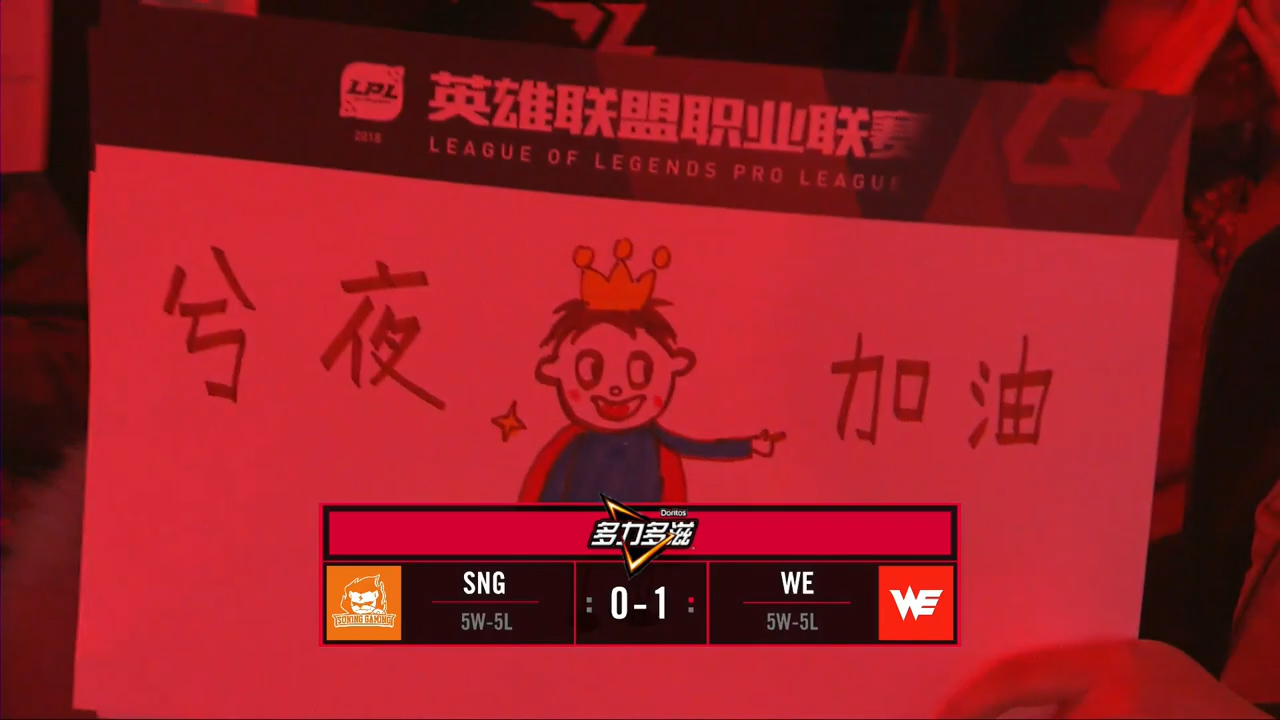 LPL
2018
英雄联盟职业联赛
LEAGUE OF LEGENDS PRO LEAGUE
兮夜
加油
Doritos
多力多滋
SUNING GAMING
SNG
5W-5L
0-1
WE
5W-5L
WE